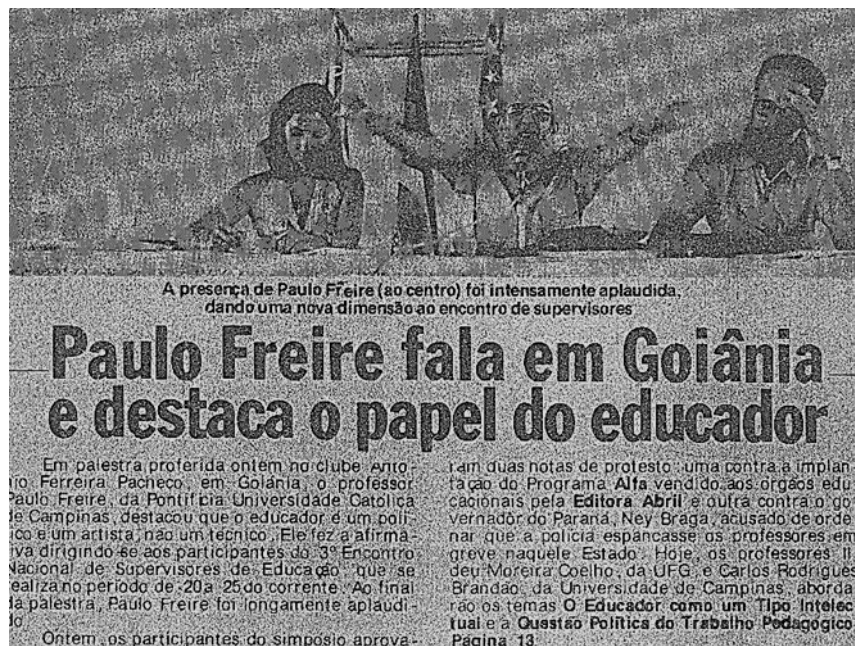 A presença de Paulo Freire (ao centro) foi intensamente aplaudida,
dando uma nova dimensão ao encontro de supervisores
Paulo Freire fala em Goiânia
e destaca o papel do educador
Em palestra proferida ontem no clube Anto-
nio Ferreira Pacheco, em Goiânia, o professor
Paulo Freire, da Pontifícia Universidade Católica
de Campinas, destacou que o educador é um polí-
tico e um artista, não um técnico. Ele fez a afirma-
iva dirigindo-se aos participantes do 3º Encontro
Nacional de Supervisores de Educação que se
realiza no período de 20 a 25 do corrente. Ao final
da palestra, Paulo Freire foi longamente aplaudi-
do
Ontem, os participantes do simpósio aprova-
ram duas notas de protesto: uma contra a implan-
tação do Programa Alfa vendido aos órgãos edu-
cacionais pela Editora Abril e outra contra o go-
vernador do Paraná, Ney Braga, acusado de orde-
nar que a polícia espancasse os professores em
greve naquele Estado. Hoje, os professores Il-
deu Moreira Coelho, da UFG, e Carlos Rodrigues
Brandão, da Universidade de Campinas, aborda-
rão os temas O Educador como um Tipo Intelec-
tual e a Questão Política do Trabalho Pedagógico
Página 13